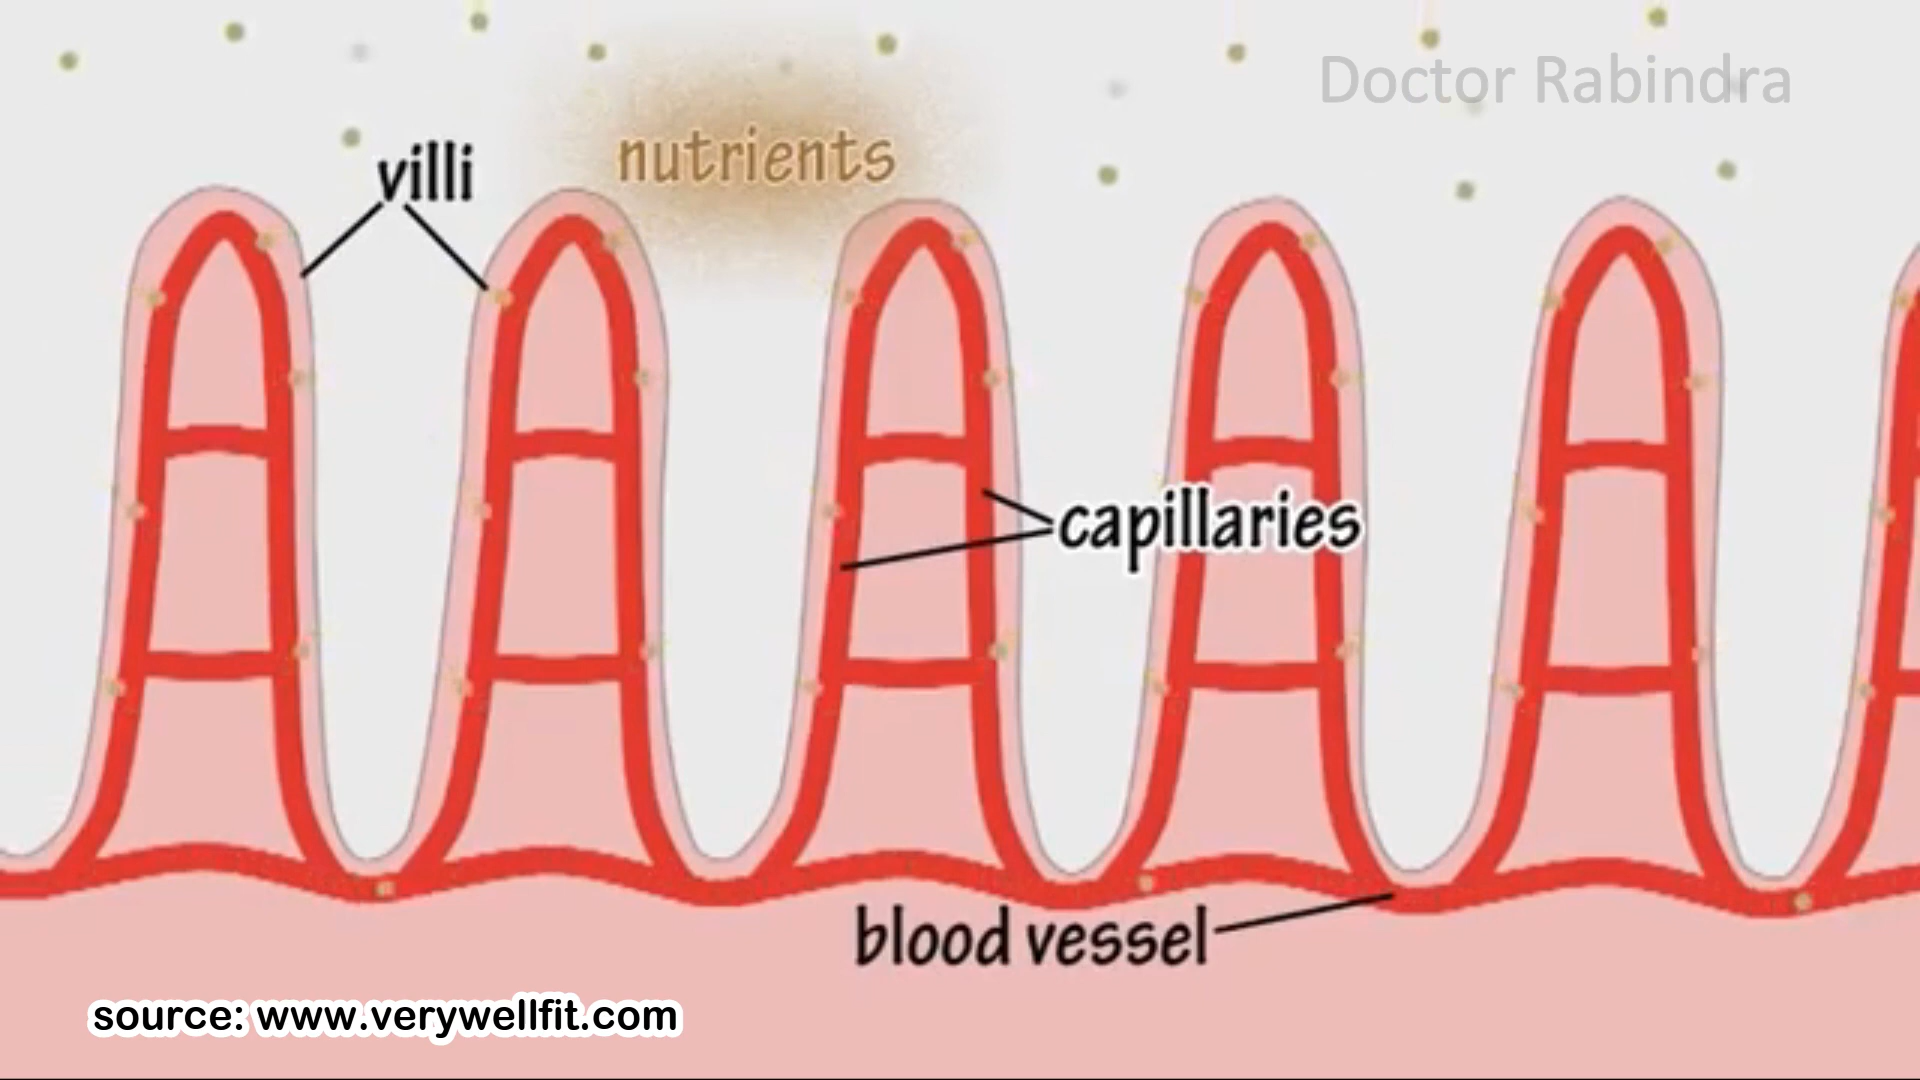 Doctor Rabindra
nutrients
villi
capillaries
blood vessel
source: www.verywellfit.com